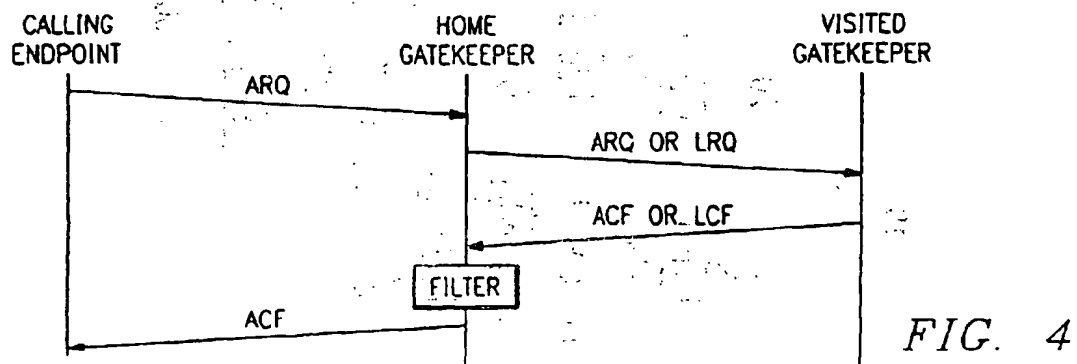 CALLING
ENDPOINT
HOME
GATEKEEPER
VISITED
GATEKEEPER
ARQ
ARQ OR LRQ
ACF OR LCF
FILTER
ACF
FIG. 4